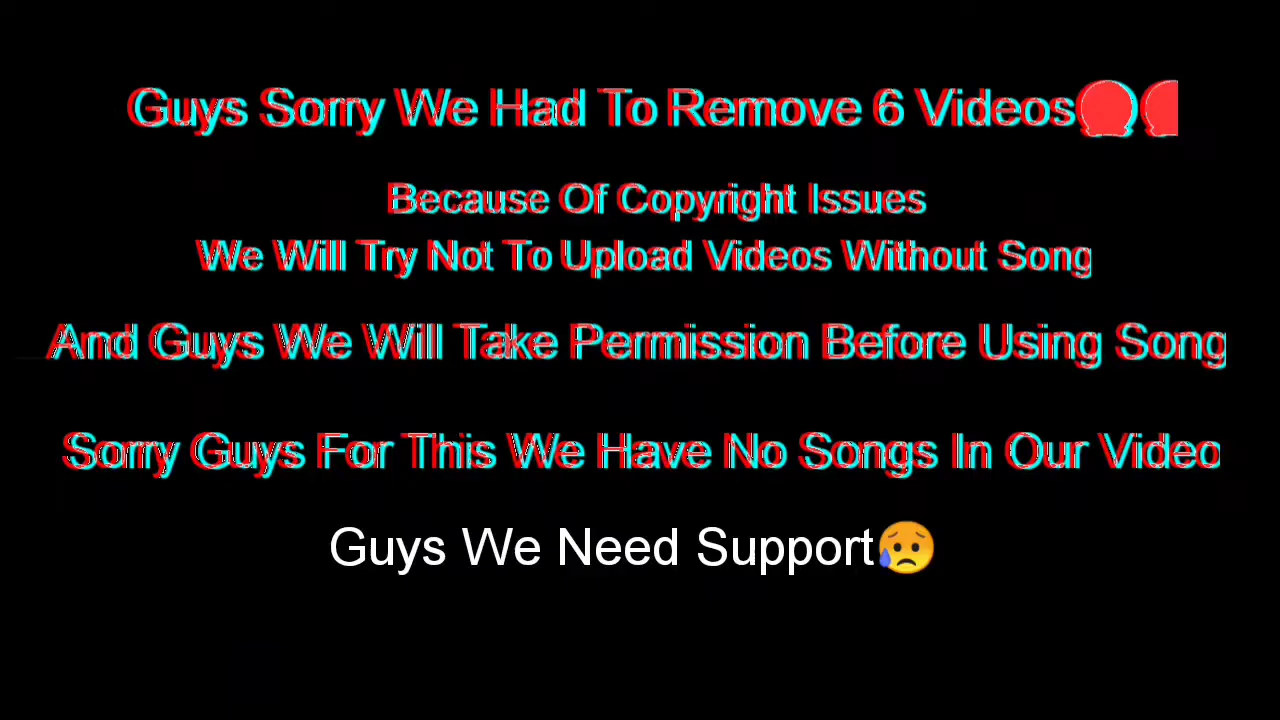 Guys Sorry We Had To Remove 6 Videos
Because Of Copyright Issues
We Will Try Not To Upload Videos Without Song
And Guys We Will Take Permission Before Using Song
Sorry Guys For This We Have No Songs In Our Video
Guys We Need Support😥